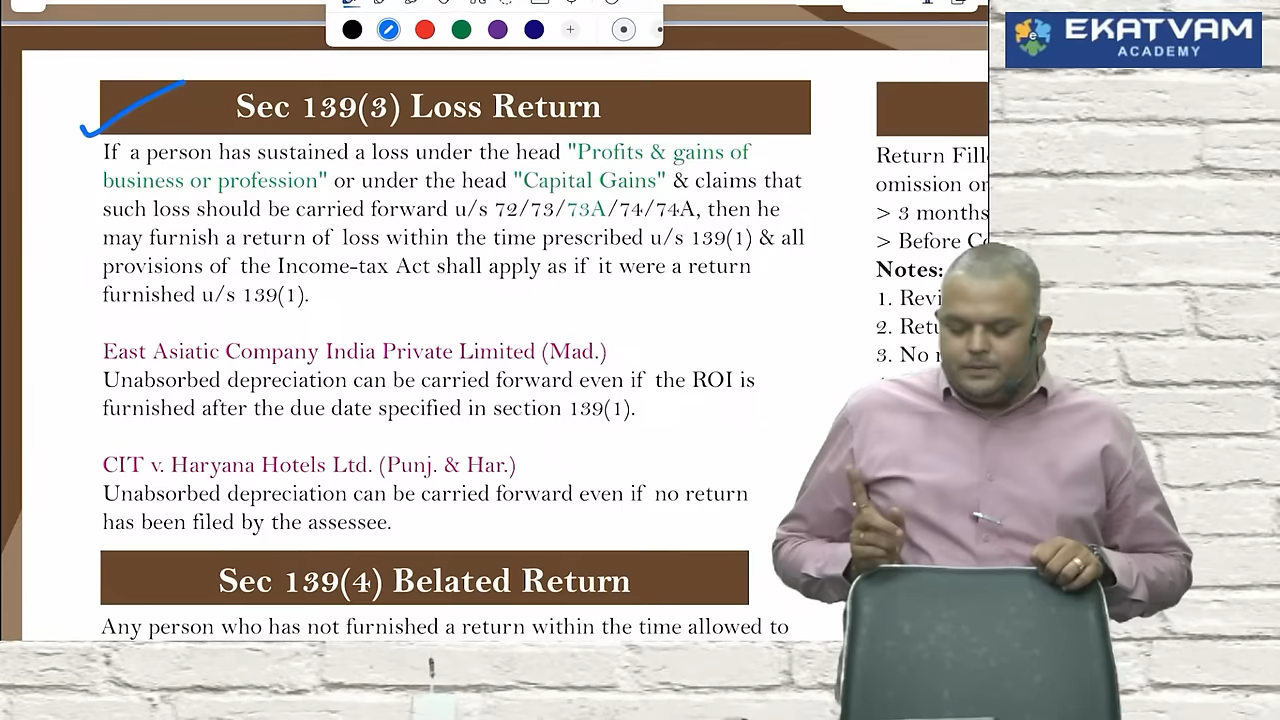 EKATVAM
ACADEMY
Sec 139(3) Loss Return
If a person has sustained a loss under the head "Profits & gains of
business or profession" or under the head "Capital Gains" & claims that
such loss should be carried forward u/s 72/73/73A/74/74A, then he
may furnish a return of loss within the time prescribed u/s 139(1) & all
provisions of the Income-tax Act shall apply as if it were a return
furnished u/s 139(1).
East Asiatic Company India Private Limited (Mad.)
Unabsorbed depreciation can be carried forward even if the ROI is
furnished after the due date specified in section 139(1).
CIT v. Haryana Hotels Ltd. (Punj. & Har.)
Unabsorbed depreciation can be carried forward even if no return
has been filed by the assessee.
Sec 139(4) Belated Return
Any person who has not furnished a return within the time allowed to
Return
omission or
> 3 months
> Before
Notes:
1.
2.
3. No